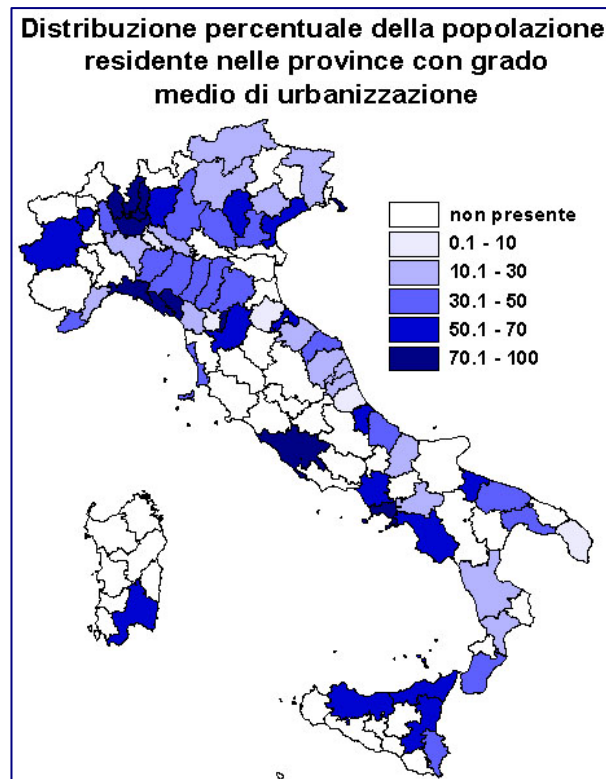 Distribuzione percentuale della popolazione
residente nelle province con grado
medio di urbanizzazione
non presente
0.1 - 10
10.1 - 30
30.1 - 50
50.1 - 70
70.1 - 100